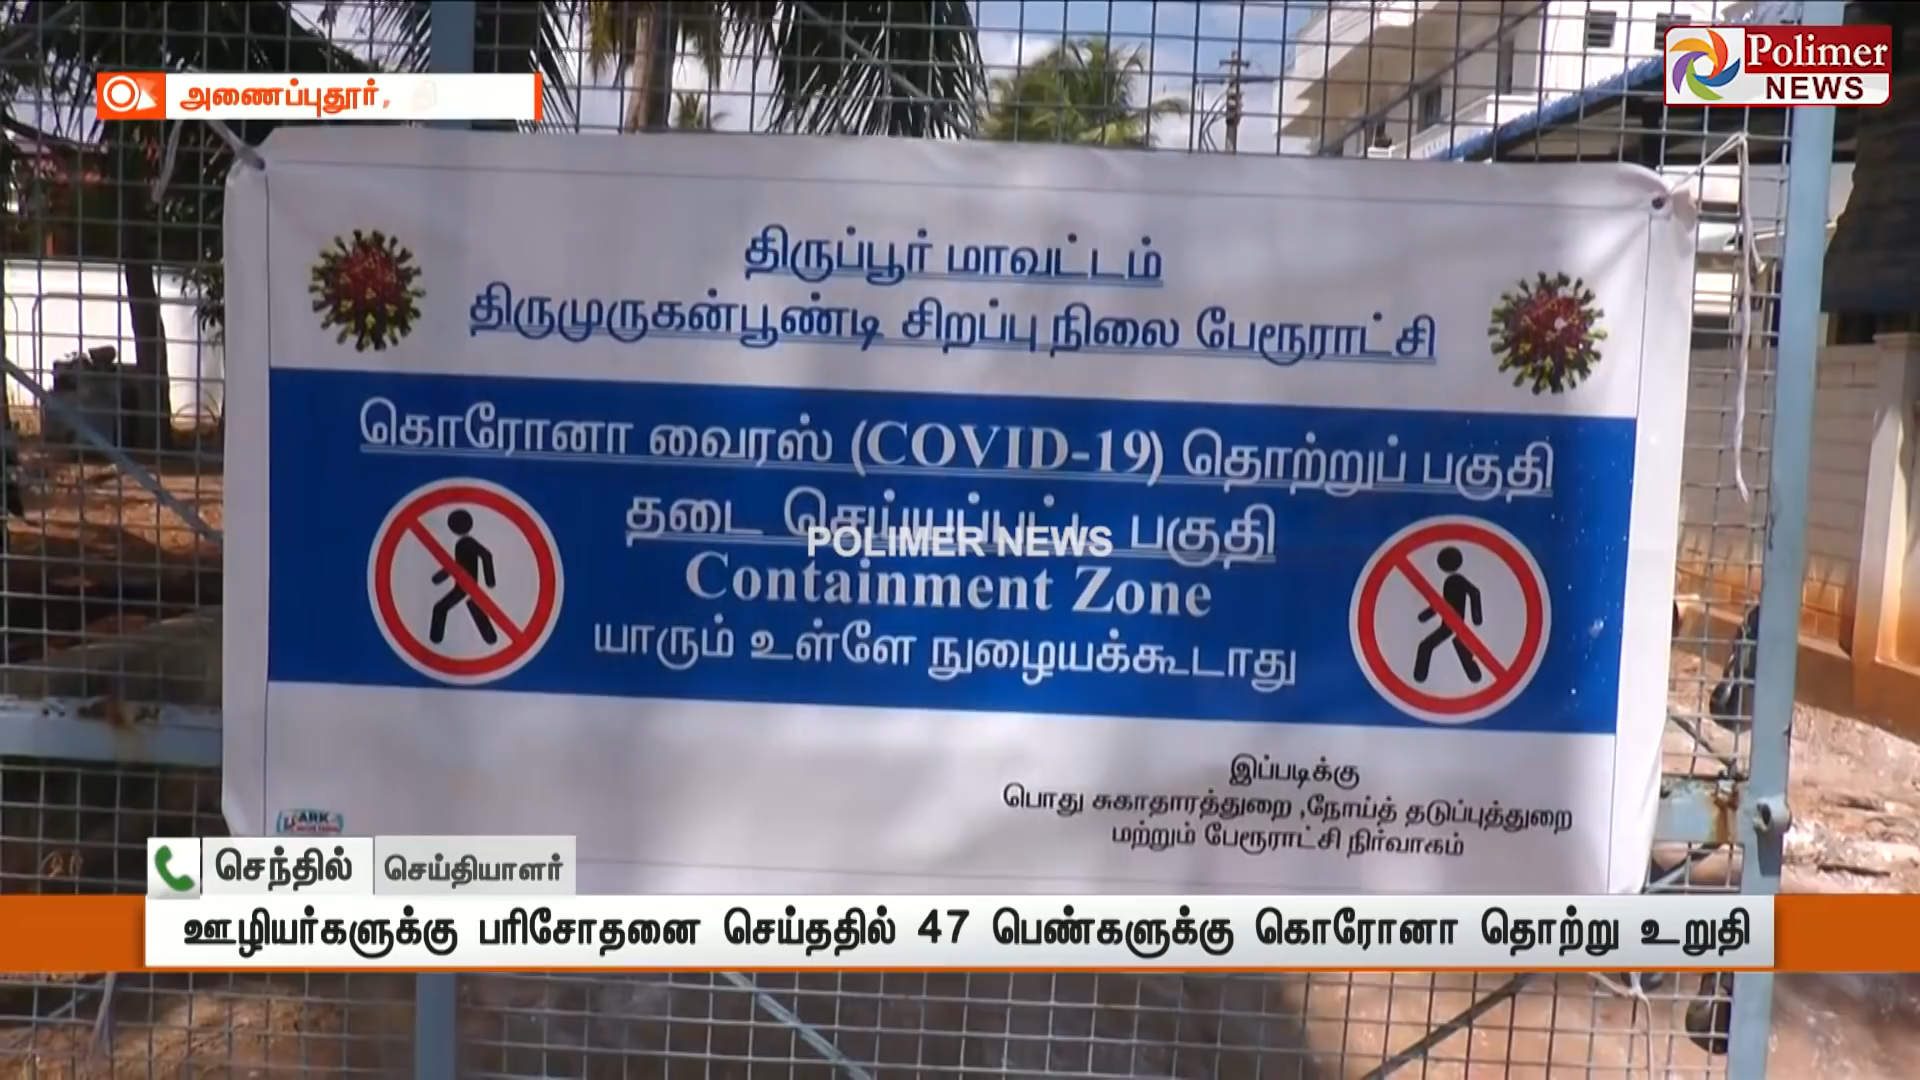 Polimer
NEWS
அணைப்புதூர்,
திருப்பூர் மாவட்டம்
திருமுருகன்பூண்டி சிறப்பு நிலை பேரூராட்சி
கொரோனா வைரஸ் (COVID-19) தொற்றுப் பகுதி
தடை செய்யப்பட்ட பகுதி
POLIMER NEWS
Containment Zone
யாரும் உள்ளே நுழையக்கூடாது
இப்படிக்கு
பொது சுகாதாரத்துறை ,நோய்த் தடுப்புத்துறை
மற்றும் பேரூராட்சி நிர்வாகம்
செந்தில் செய்தியாளர்
ஊழியர்களுக்கு பரிசோதனை செய்ததில் 47 பெண்களுக்கு கொரோனா தொற்று உறுதி